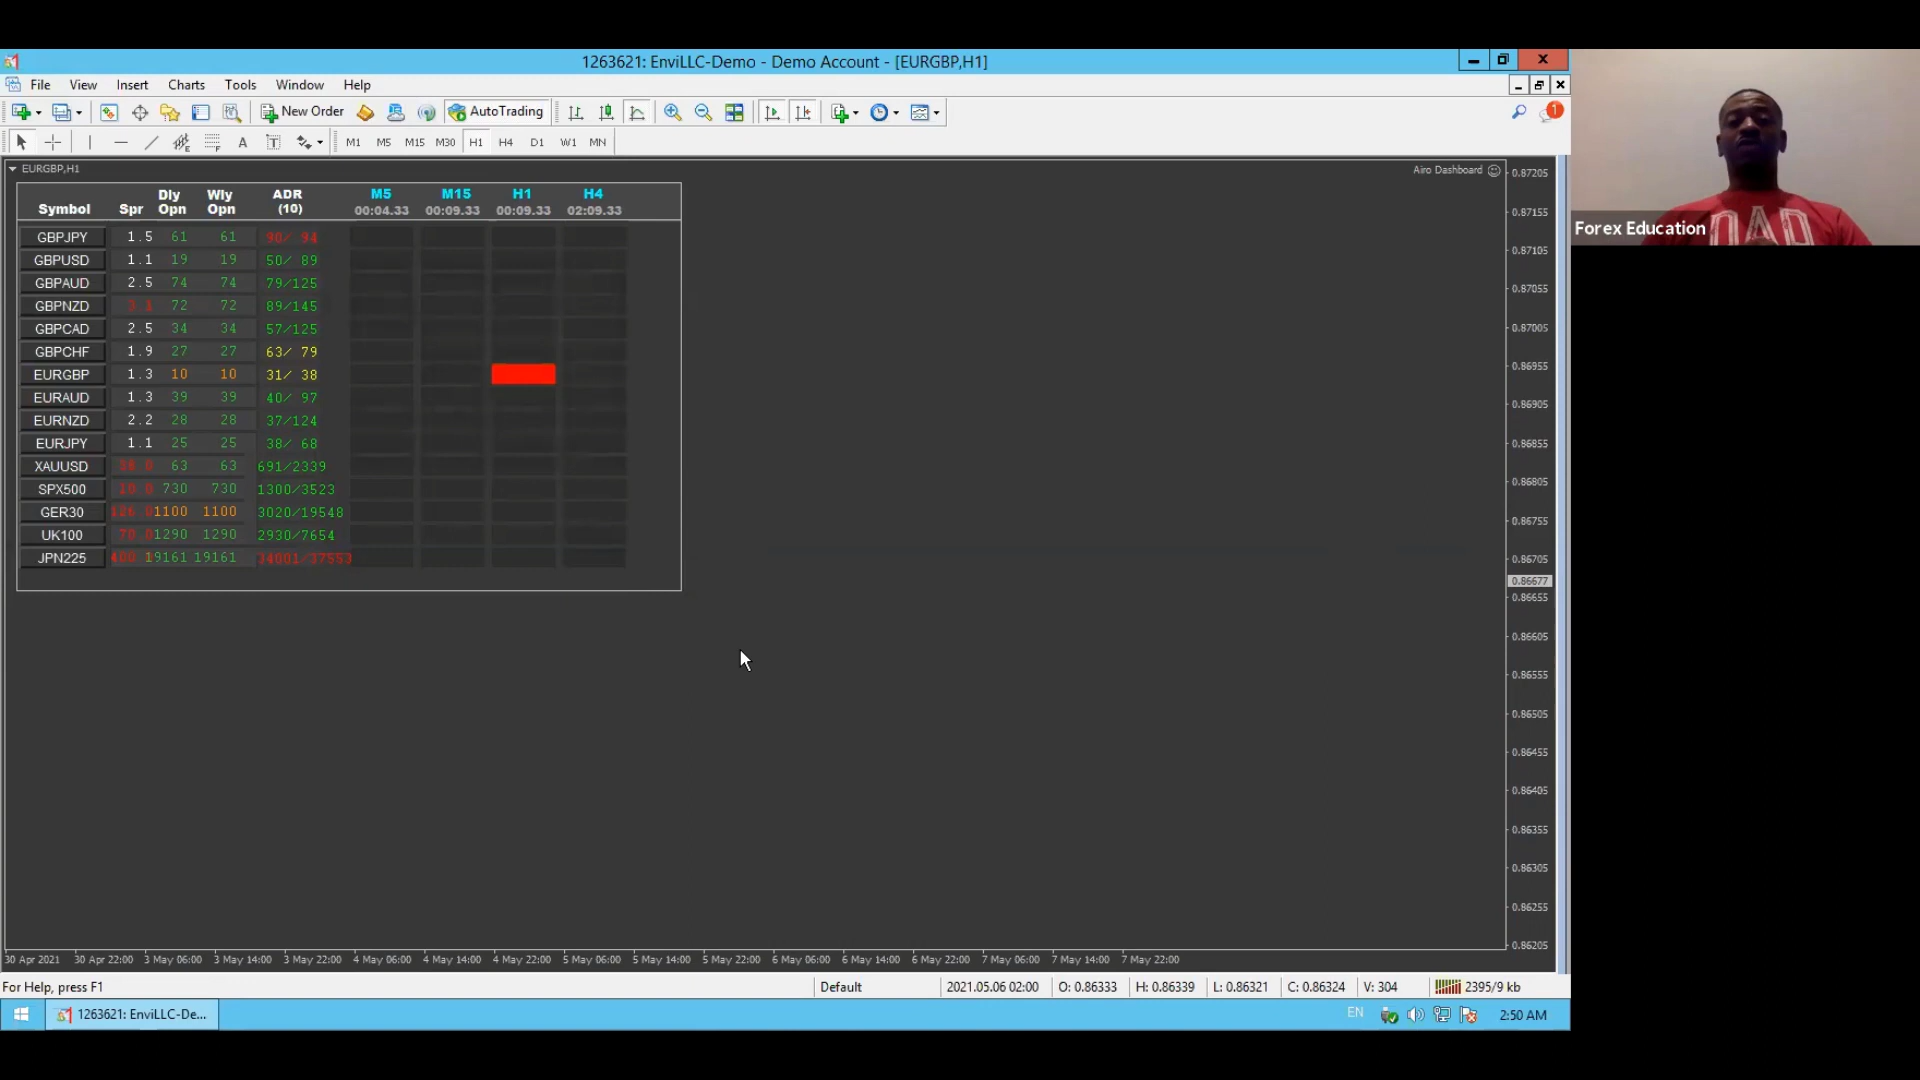 1263621: EnviLLC-Demo - Demo Account - [EURGBP,H1]
File View Insert Charts Tools Window Help
New Order AutoTrading 1
A T M1 M5 M15 M30 H1 H4 D1 W1 MN
EURGBP,H1 Airo Dashboard
Symbol Spr Dly Opn Wly Opn ADR (10) M5 00:04.33 M15 00:09.33 H1 00:09.33 H4 02:09.33
GBPJPY 1.5 61 61 90/ 94
GBPUSD 1.1 19 19 50/ 89
GBPAUD 2.5 74 74 79/125
GBPNZD 3.1 72 72 89/145
GBPCAD 2.5 34 34 57/125
GBPCHF 1.9 27 27 63/ 79
EURGBP 1.3 10 10 31/ 38
EURAUD 1.3 39 39 40/ 97
EURNZD 2.2 28 28 37/124
EURJPY 1.1 25 25 38/ 68
XAUUSD 63 63 691/2339
SPX500 730 730 1300/3523
GER30 1100 1100 3020/19548
UK100 1290 1290 2930/7654
JPN225 19161 19161 34001/37553
0.87205
0.87155
0.87105
0.87055
0.87005
0.86955
0.86905
0.86855
0.86805
0.86755
0.86705
0.86677
0.86655
0.86605
0.86555
0.86505
0.86455
0.86405
0.86355
0.86305
0.86255
0.86205
30 Apr 2021 30 Apr 22:00 3 May 06:00 3 May 14:00 3 May 22:00 4 May 06:00 4 May 14:00 4 May 22:00 5 May 06:00 5 May 14:00 5 May 22:00 6 May 06:00 6 May 14:00 6 May 22:00 7 May 06:00 7 May 14:00 7 May 22:00
For Help, press F1 Default 2021.05.06 02:00 O: 0.86333 H: 0.86339 L: 0.86321 C: 0.86324 V: 304 2395/9 kb
1263621: EnviLLC-De... EN 2:50 AM
Forex Education
DAD